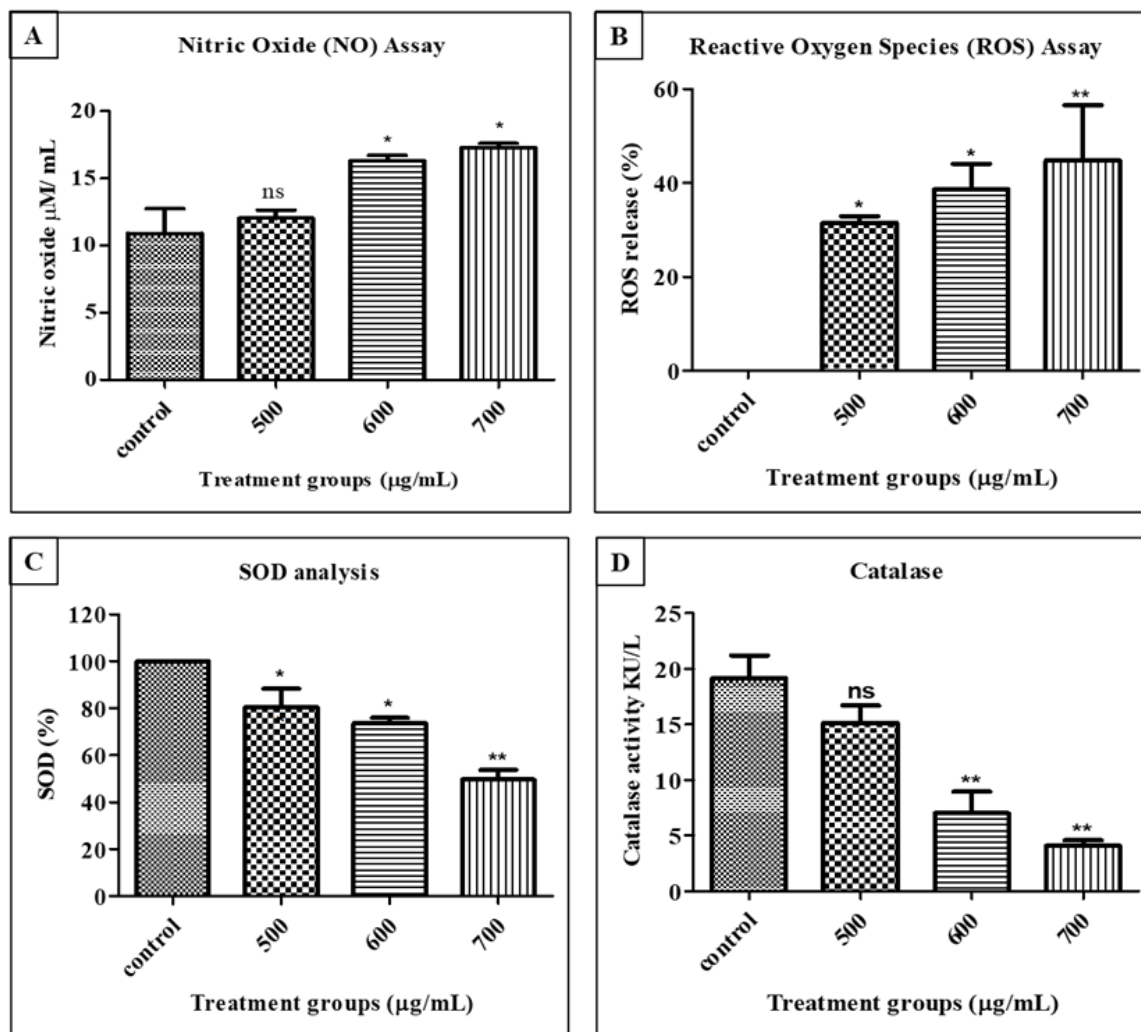 A
Nitric Oxide (NO) Assay
Nitric oxide µM/ mL
20
15
10
5
0
ns
*
*
control
500
600
700
Treatment groups (µg/mL)
B
Reactive Oxygen Species (ROS) Assay
ROS release (%)
60
40
20
0
*
*
**
control
500
600
700
Treatment groups (µg/mL)
C
SOD analysis
SOD (%)
120
100
80
60
40
20
0
*
*
**
control
500
600
700
Treatment groups (µg/mL)
D
Catalase
Catalase activity KU/L
25
20
15
10
5
0
ns
**
**
control
500
600
700
Treatment groups (µg/mL)